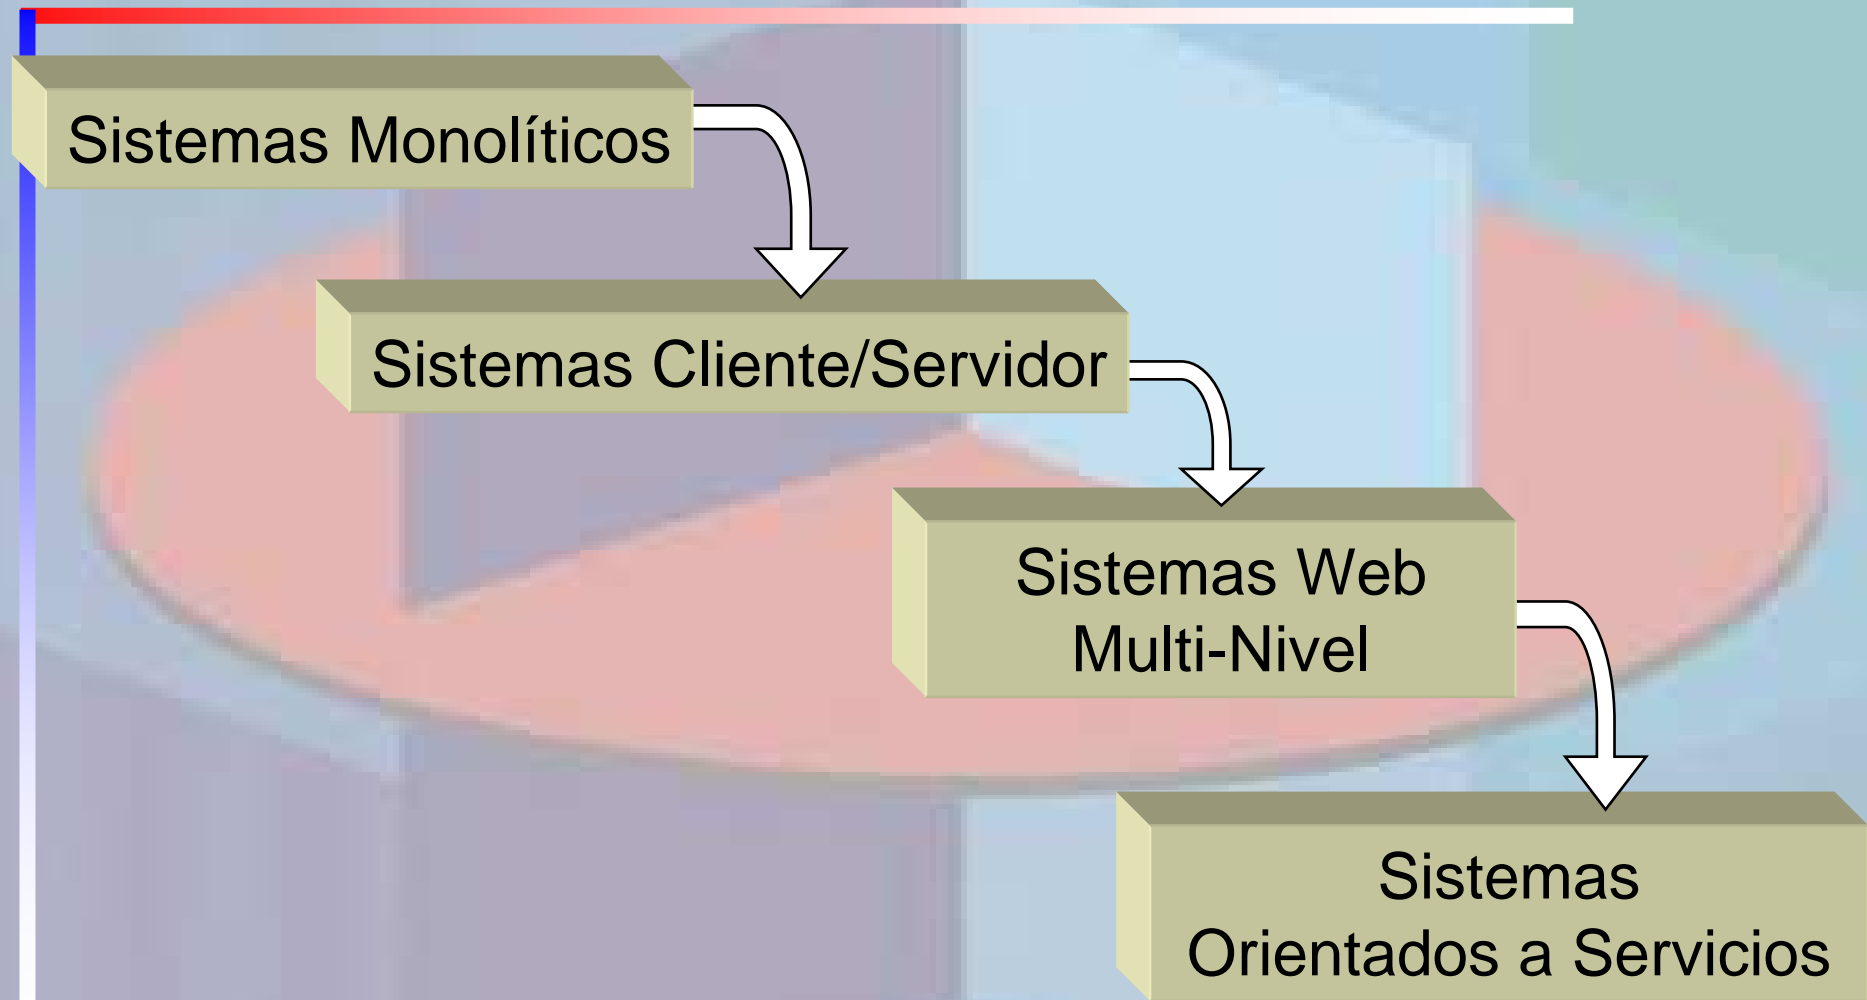 Sistemas Monolíticos
Sistemas Cliente/Servidor
Sistemas Web
Multi-Nivel
Sistemas
Orientados a Servicios